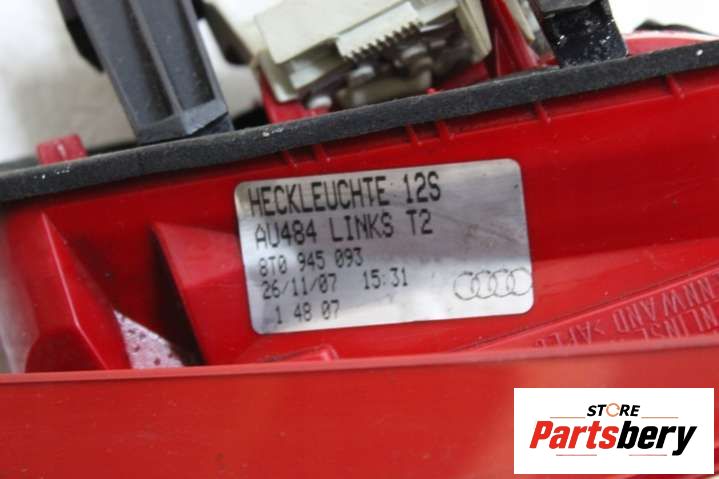 HECKLEUCHTE 12S
AU484 LINKS T2
8T0 945 093
26/11/07 15:31
1 48 07
STORE
Partsbery